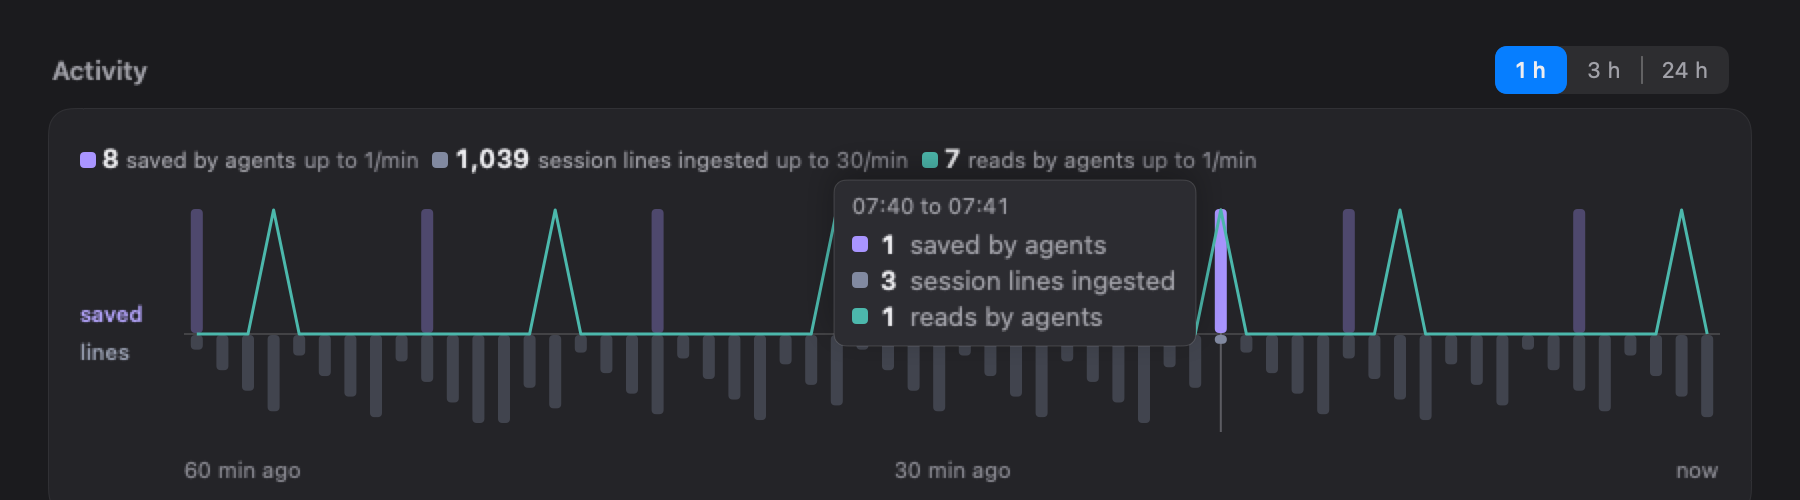 Activity
1 h 3 h 24 h
8 saved by agents up to 1/min 1,039 session lines ingested up to 30/min 7 reads by agents up to 1/min
07:40 to 07:41
1 saved by agents
3 session lines ingested
1 reads by agents
saved
lines
60 min ago 30 min ago now